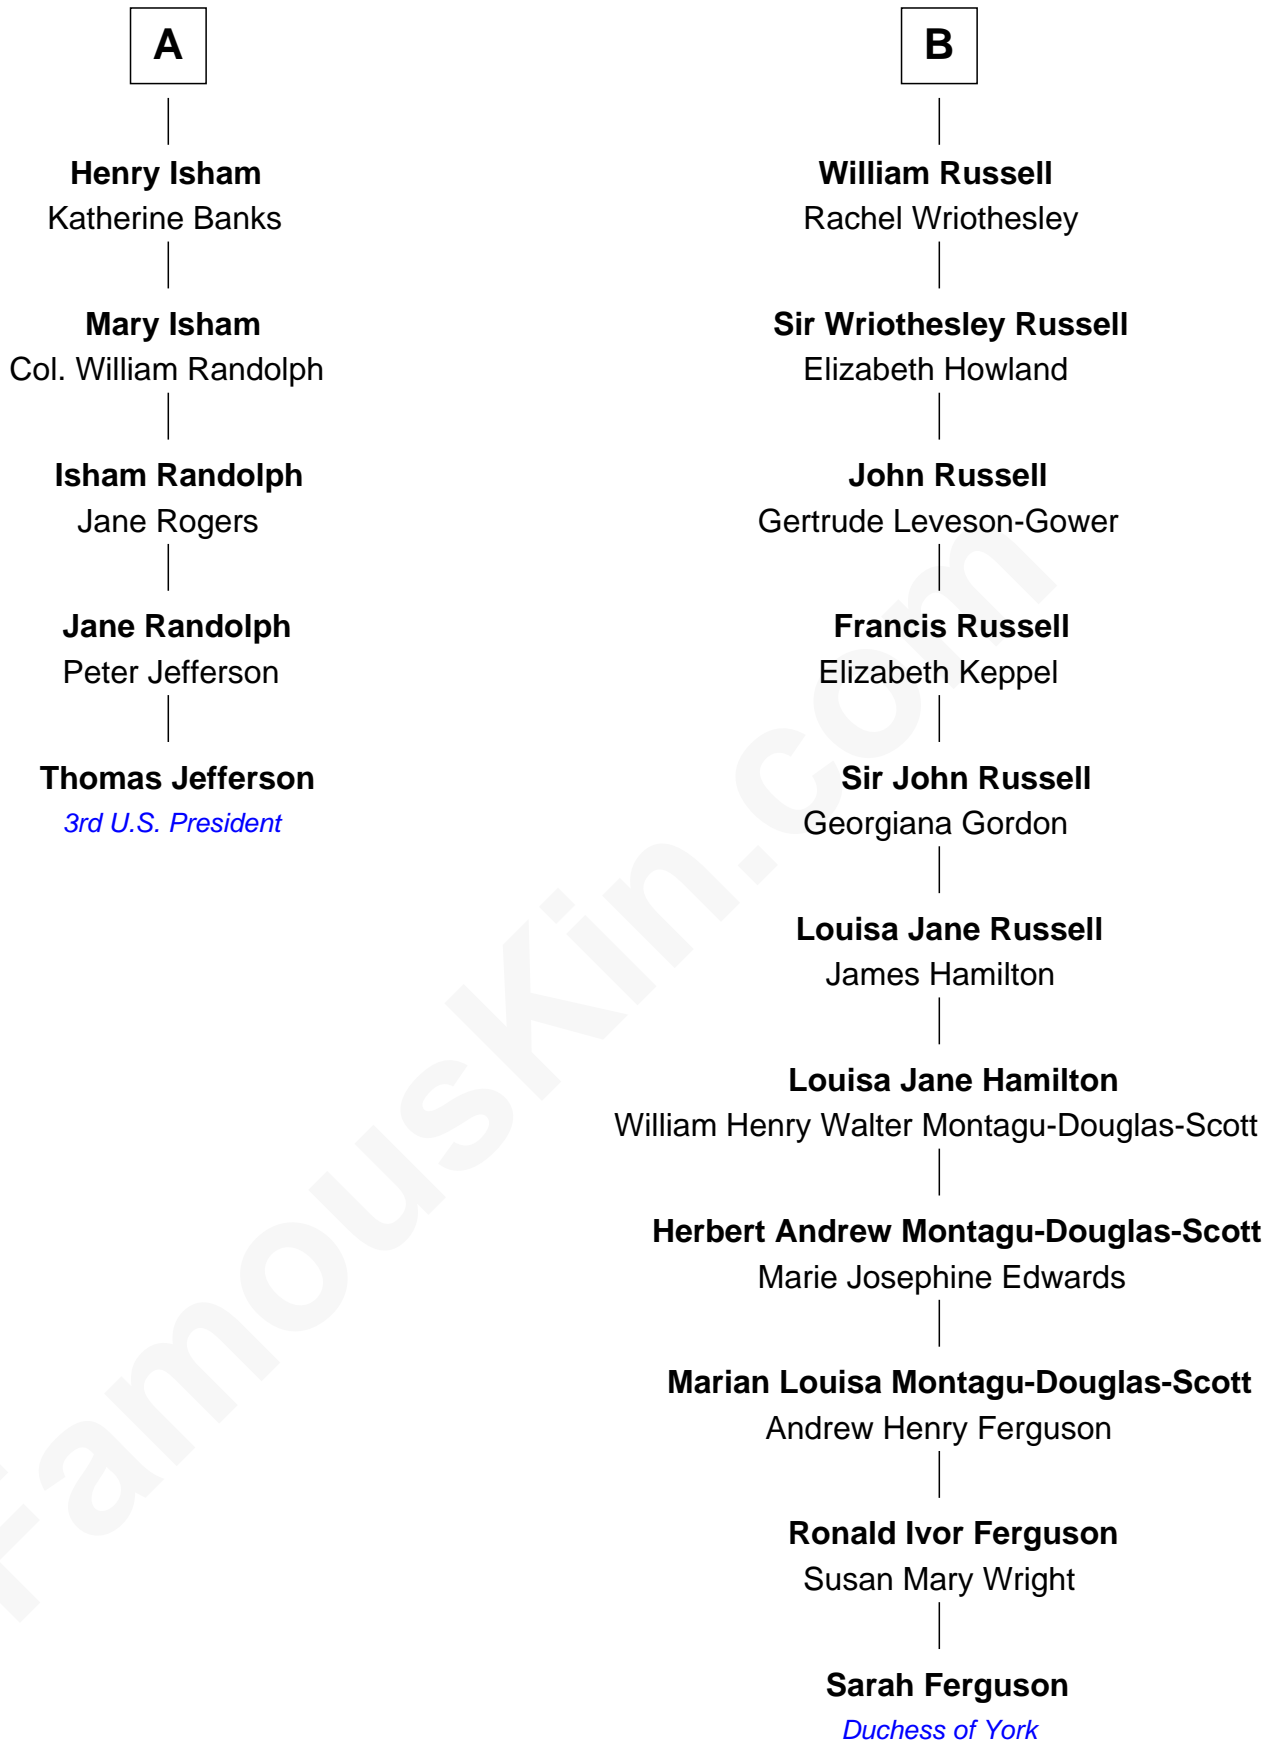 A
Henry Isham
Katherine Banks
Mary Isham
Col. William Randolph
Isham Randolph
Jane Rogers
Jane Randolph
Peter Jefferson
Thomas Jefferson
3rd U.S. President
B
William Russell
Rachel Wriothesley
Sir Wriothesley Russell
Elizabeth Howland
John Russell
Gertrude Leveson-Gower
Francis Russell
Elizabeth Keppel
Sir John Russell
Georgiana Gordon
Louisa Jane Russell
James Hamilton
Louisa Jane Hamilton
William Henry Walter Montagu-Douglas-Scott
Herbert Andrew Montagu-Douglas-Scott
Marie Josephine Edwards
Marian Louisa Montagu-Douglas-Scott
Andrew Henry Ferguson
Ronald Ivor Ferguson
Susan Mary Wright
Sarah Ferguson
Duchess of York
FamousKin.com